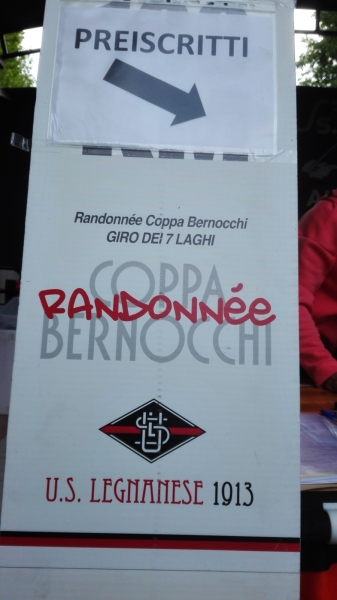 PREISCRITTI
Randonnée Coppa Bernocchi
GIRO DEI 7 LAGHI
COPPA
RANDONNée
BERNOCCHI
U.S. LEGNANESE 1913